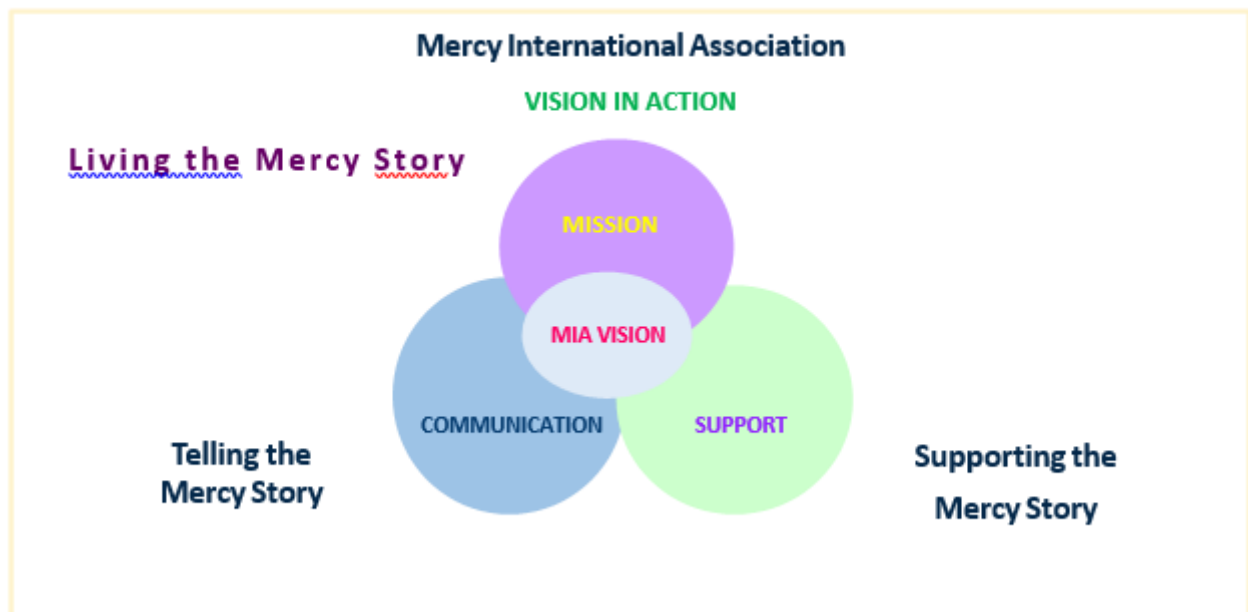 Mercy International Association
VISION IN ACTION
Living the Mercy Story
MISSION
MIA VISION
COMMUNICATION
SUPPORT
Telling the
Mercy Story
Supporting the
Mercy Story